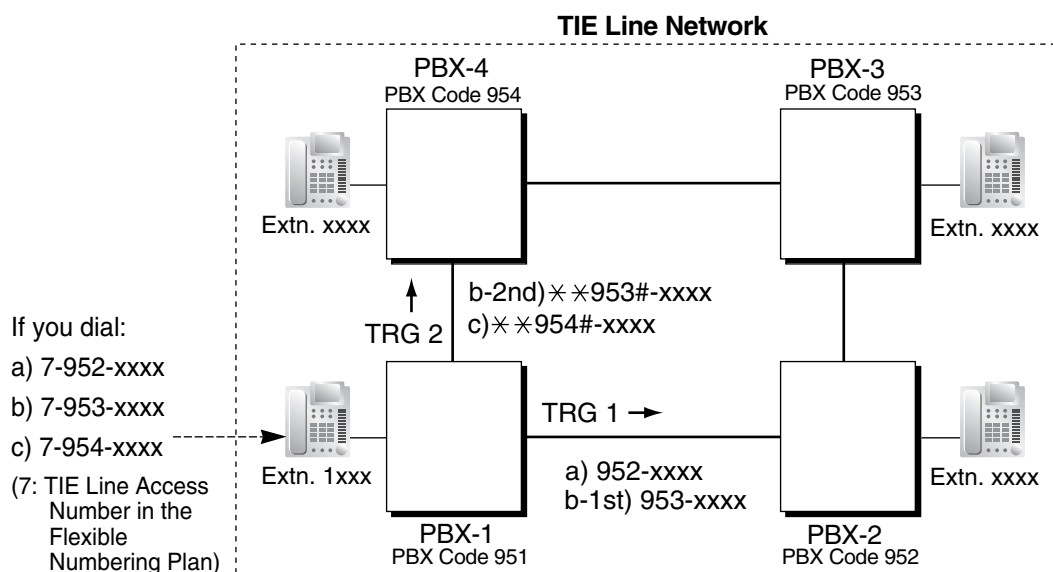 TIE Line Network
PBX-4
PBX Code 954
PBX-3
PBX Code 953
Extn. xxxx
Extn. xxxx
b-2nd)✳✳953#-xxxx
c)✳✳954#-xxxx
TRG 2
If you dial:
a) 7-952-xxxx
b) 7-953-xxxx
c) 7-954-xxxx
(7: TIE Line Access
Number in the
Flexible
Numbering Plan)
Extn. 1xxx
TRG 1
a) 952-xxxx
b-1st) 953-xxxx
Extn. xxxx
PBX-1
PBX Code 951
PBX-2
PBX Code 952